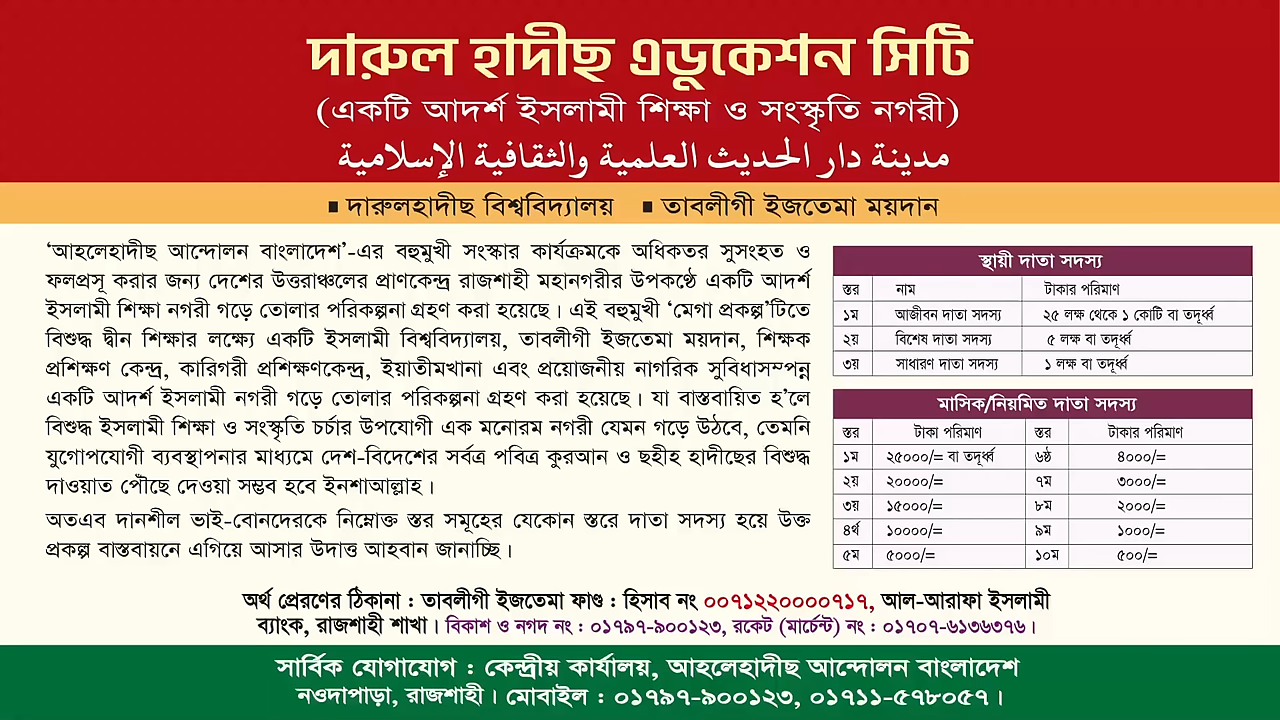 দারুল হাদীছ এডুকেশন সিটি
(একটি আদর্শ ইসলামী শিক্ষা ও সংস্কৃতি নগরী)
مدينة دار الحديث العلمية والثقافية الإسلامية
■ দারুলহাদীছ বিশ্ববিদ্যালয় ■ তাবলীগী ইজতেমা ময়দান
‘আহলেহাদীছ আন্দোলন বাংলাদেশ’-এর বহুমুখী সংস্কার কার্যক্রমকে অধিকতর সুসংহত ও
ফলপ্রসূ করার জন্য দেশের উত্তরাঞ্চলের প্রাণকেন্দ্র রাজশাহী মহানগরীর উপকণ্ঠে একটি আদর্শ
ইসলামী শিক্ষা নগরী গড়ে তোলার পরিকল্পনা গ্রহণ করা হয়েছে। এই বহুমুখী ‘মেগা প্রকল্প’টিতে
বিশুদ্ধ দ্বীন শিক্ষার লক্ষ্যে একটি ইসলামী বিশ্ববিদ্যালয়, তাবলীগী ইজতেমা ময়দান, শিক্ষক
প্রশিক্ষণ কেন্দ্র, কারিগরী প্রশিক্ষণকেন্দ্র, ইয়াতীমখানা এবং প্রয়োজনীয় নাগরিক সুবিধাসম্পন্ন
একটি আদর্শ ইসলামী নগরী গড়ে তোলার পরিকল্পনা গ্রহণ করা হয়েছে। যা বাস্তবায়িত হ’লে
বিশুদ্ধ ইসলামী শিক্ষা ও সংস্কৃতি চর্চার উপযোগী এক মনোরম নগরী যেমন গড়ে উঠবে, তেমনি
যুগোপযোগী ব্যবস্থাপনার মাধ্যমে দেশ-বিদেশের সর্বত্র পবিত্র কুরআন ও ছহীহ হাদীছের বিশুদ্ধ
দাওয়াত পৌছে দেওয়া সম্ভব হবে ইনশাআল্লাহ।
অতএব দানশীল ভাই-বোনদেরকে নিম্নোক্ত স্তর সমূহের যেকোন স্তরে দাতা সদস্য হয়ে উক্ত
প্রকল্প বাস্তবায়নে এগিয়ে আসার উদাত্ত আহবান জানাচ্ছি।
স্থায়ী দাতা সদস্য
স্তর নাম টাকার পরিমাণ
১ম আজীবন দাতা সদস্য ২৫ লক্ষ থেকে ১ কোটি বা তদূর্ধ্ব
২য় বিশেষ দাতা সদস্য ৫ লক্ষ বা তদূর্ধ্ব
৩য় সাধারণ দাতা সদস্য ১ লক্ষ বা তদূর্ধ্ব
মাসিক/নিয়মিত দাতা সদস্য
স্তর টাকা পরিমাণ স্তর টাকার পরিমাণ
১ম ২৫০০০/= বা তদূর্ধ্ব ৬ষ্ঠ ৪০০০/=
২য় ২০০০০/= ৭ম ৩০০০/=
৩য় ১৫০০০/= ৮ম ২০০০/=
৪র্থ ১০০০০/= ৯ম ১০০০/=
৫ম ৫০০০/= ১০ম ৫০০/=
অর্থ প্রেরণের ঠিকানা : তাবলীগী ইজতেমা ফাণ্ড : হিসাব নং ০০৭১২২০০০০৭১৭, আল-আরাফা ইসলামী
ব্যাংক, রাজশাহী শাখা। বিকাশ ও নগদ নং : ০১৭৯৭-৯০০১২৩, রকেট (মার্চেন্ট) নং : ০১৭০৭-৬১৩৬৩৭৬।
সার্বিক যোগাযোগ : কেন্দ্রীয় কার্যালয়, আহলেহাদীছ আন্দোলন বাংলাদেশ
নওদাপাড়া, রাজশাহী। মোবাইল : ০১৭৯৭-৯০০১২৩, ০১৭১১-৫৭৮০৫৭।